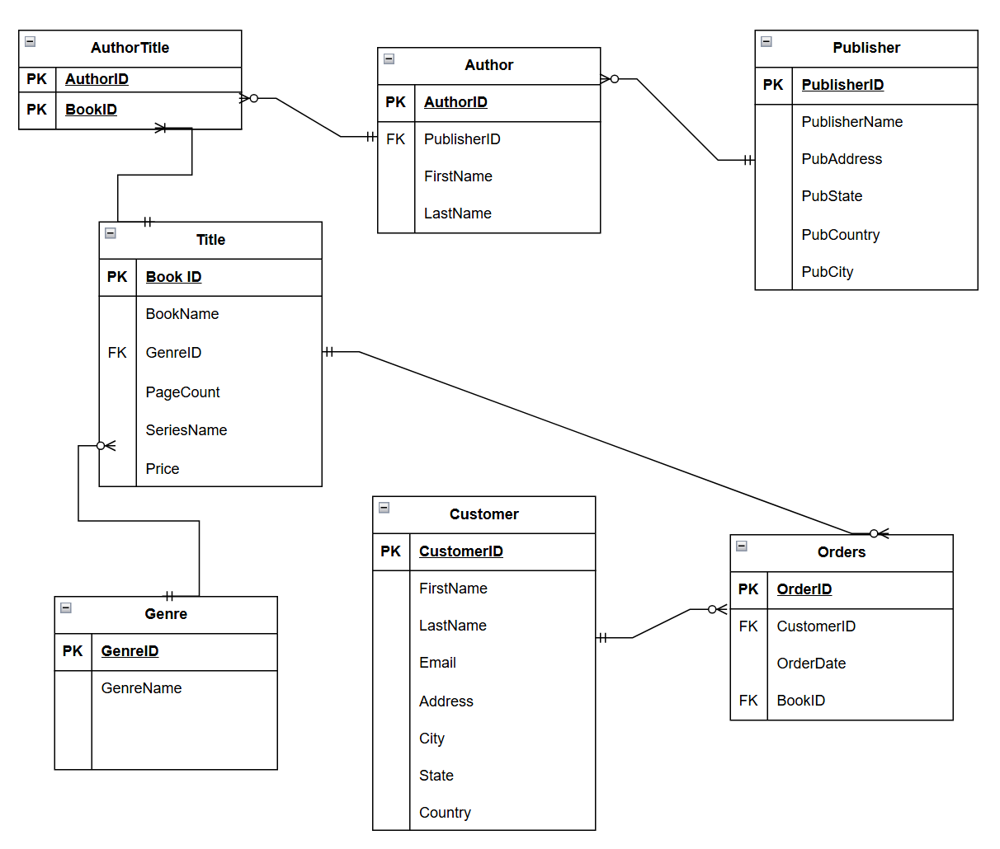 AuthorTitle
PK AuthorID
PK BookID
Author
PK AuthorID
FK PublisherID
FirstName
LastName
Publisher
PK PublisherID
PublisherName
PubAddress
PubState
PubCountry
PubCity
Title
PK Book ID
BookName
FK GenreID
PageCount
SeriesName
Price
Genre
PK GenreID
GenreName
Customer
PK CustomerID
FirstName
LastName
Email
Address
City
State
Country
Orders
PK OrderID
FK CustomerID
OrderDate
FK BookID